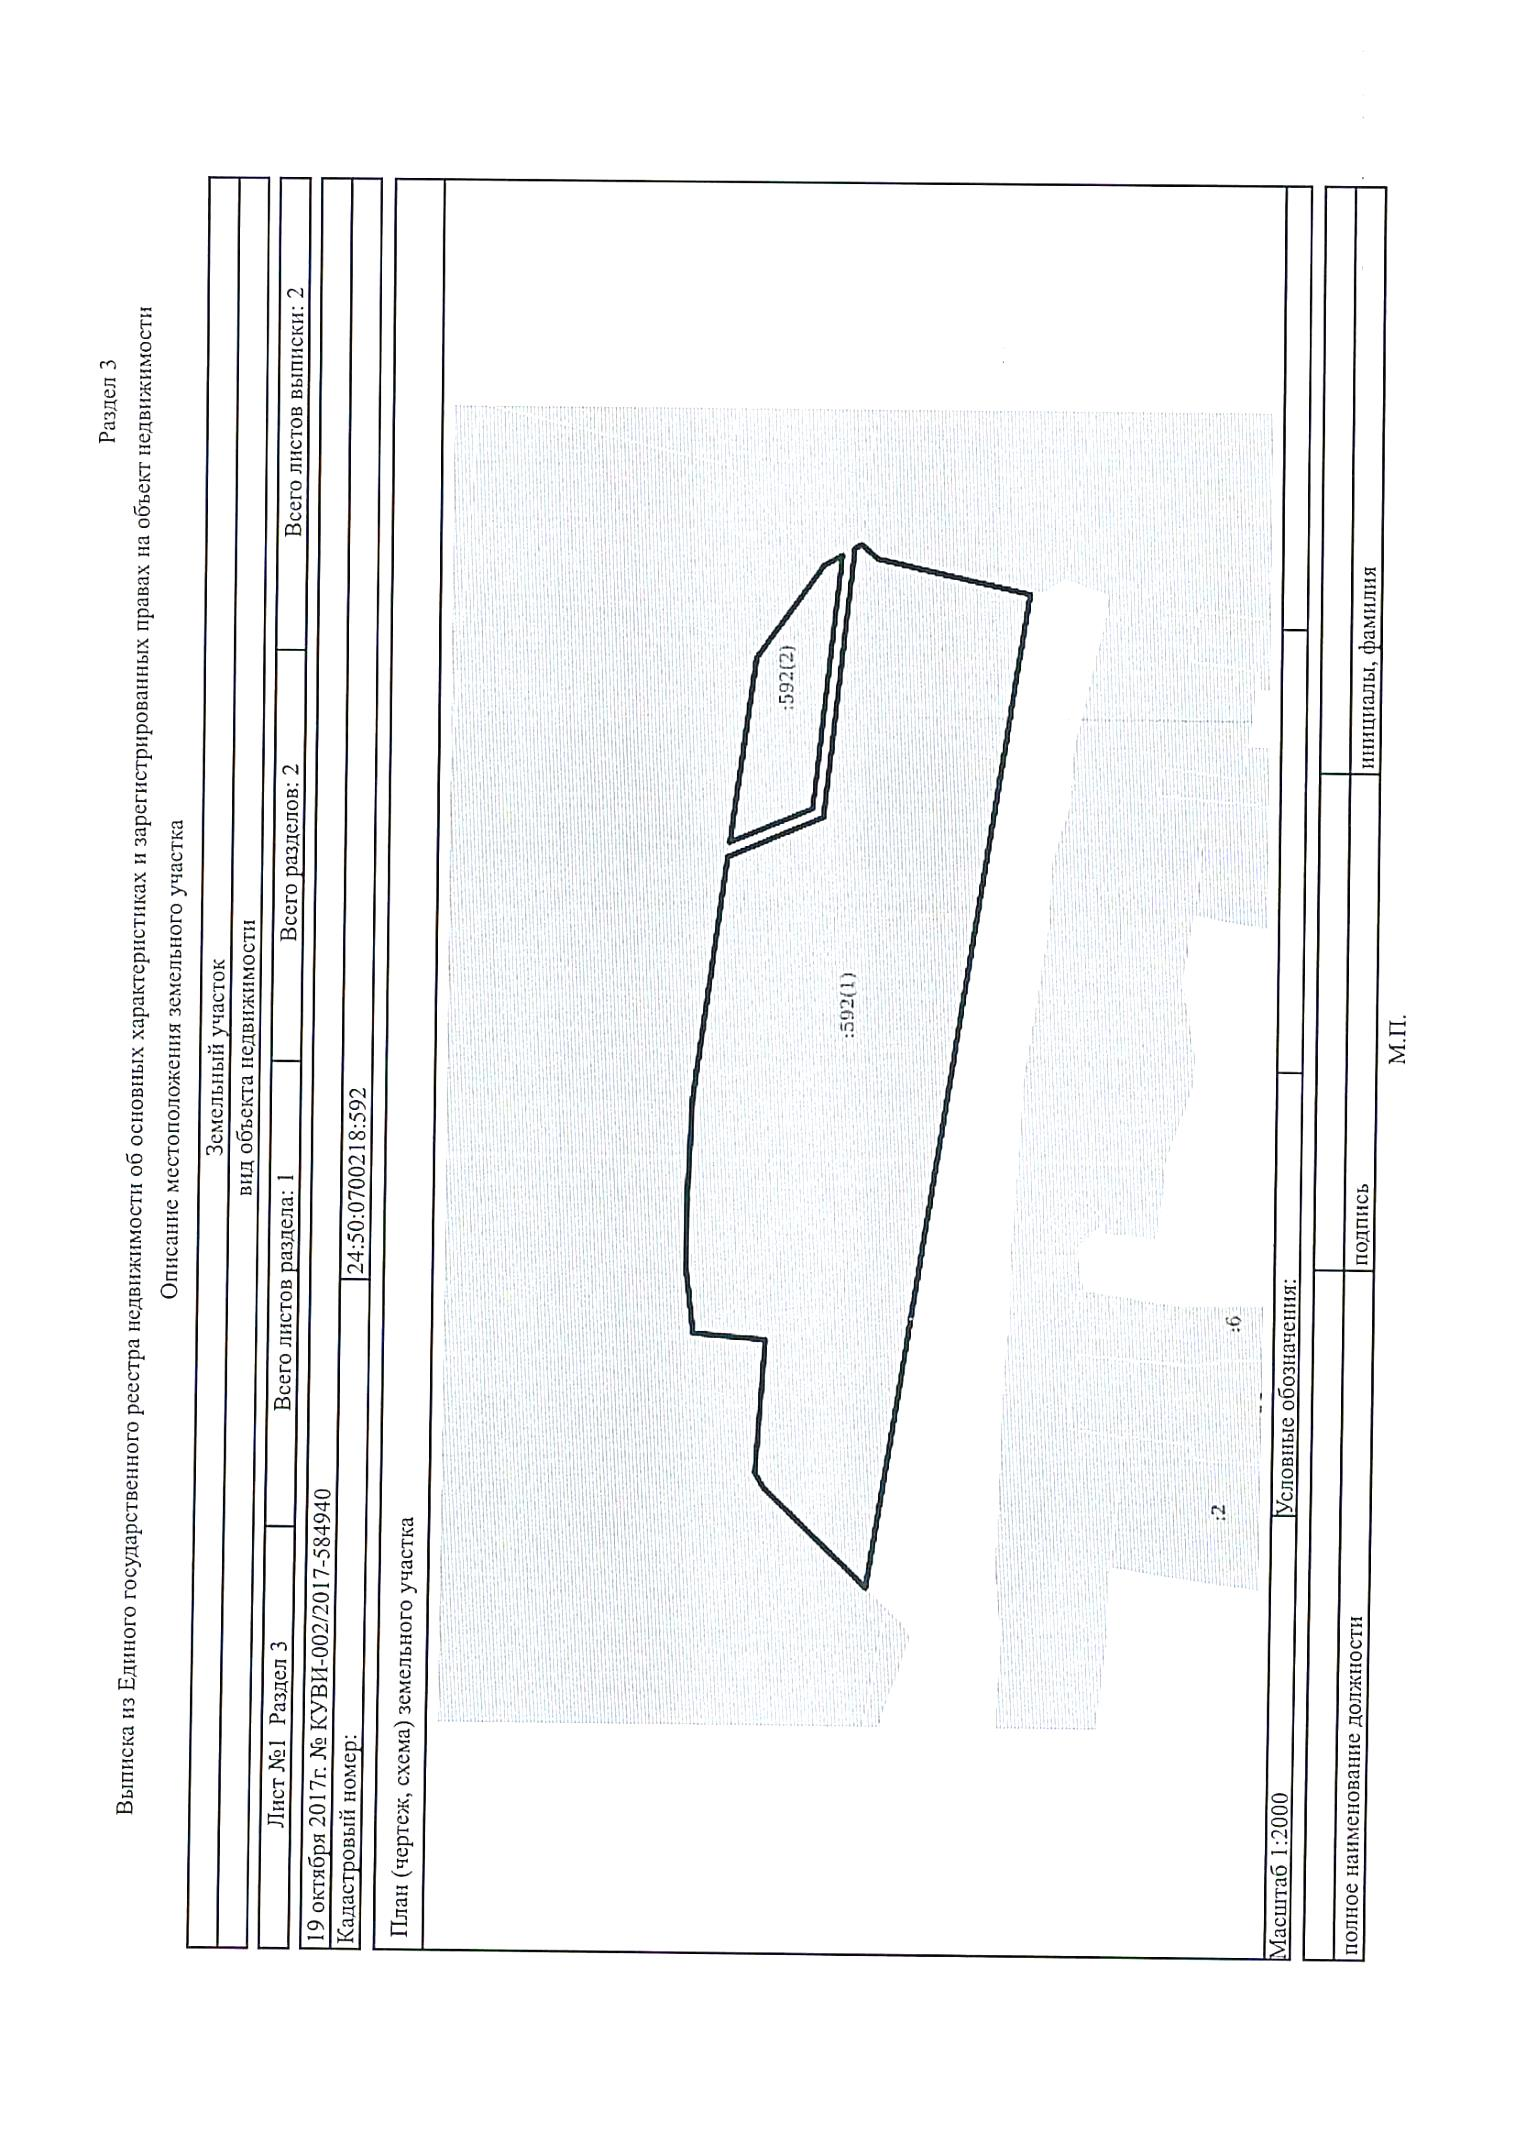 Раздел 3
Выписка из Единого государственного реестра недвижимости об основных характеристиках и зарегистрированных правах на объект недвижимости
Описание местоположения земельного участка
Земельный участок
вид объекта недвижимости
Лист №1 Раздел 3 Всего листов раздела: 1 Всего разделов: 2 Всего листов выписки: 2
19 октября 2017г. № КУВИ-002/2017-584940
Кадастровый номер: 24:50:0700218:592
План (чертеж, схема) земельного участка
:592(2)
:592(1)
:6
:2
Масштаб 1:2000 Условные обозначения:
полное наименование должности подпись инициалы, фамилия
М.П.